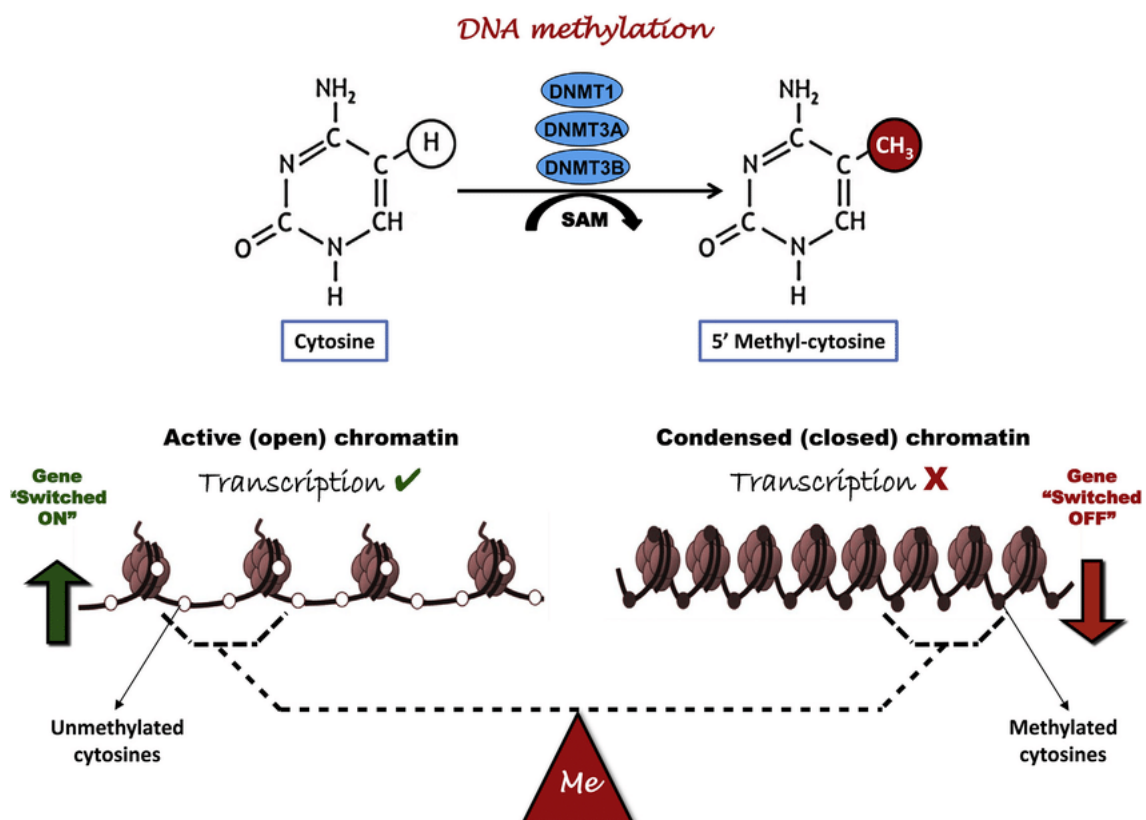 DNA methylation
NH2
C
H
N
C
C
CH
O
N
H
Cytosine
DNMT1
DNMT3A
DNMT3B
SAM
NH2
C
CH3
N
C
C
CH
O
N
H
5' Methyl-cytosine
Active (open) chromatin
Transcription ✓
Gene
"Switched
ON"
Unmethylated
cytosines
Condensed (closed) chromatin
Transcription X
Gene
"Switched
OFF"
Methylated
cytosines
Me